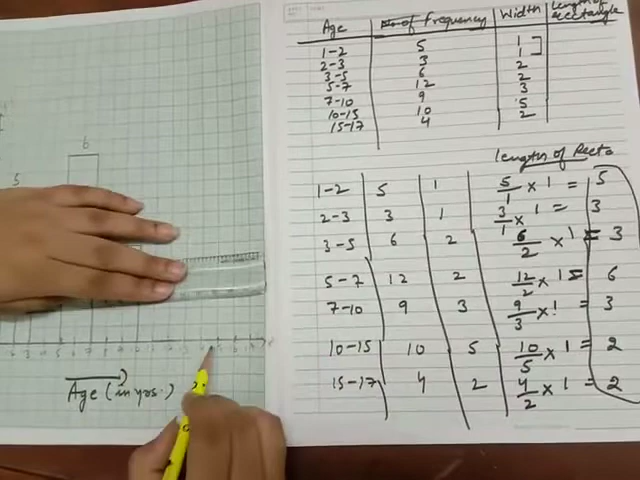 6
5
Age (in yrs.)
Age of frequency Width length of rectangle
1-2 5 1
2-3 3 1
3-5 6 2
5-7 12 2
7-10 9 3
10-15 10 5
15-17 4 2
length of Recta
1-2 5 1 5/1 x 1 = 5
2-3 3 1 3/1 x 1 = 3
3-5 6 2 6/2 x 1 = 3
5-7 12 2 12/2 x 1 = 6
7-10 9 3 9/3 x 1 = 3
10-15 10 5 10/5 x 1 = 2
15-17 4 2 4/2 x 1 = 2